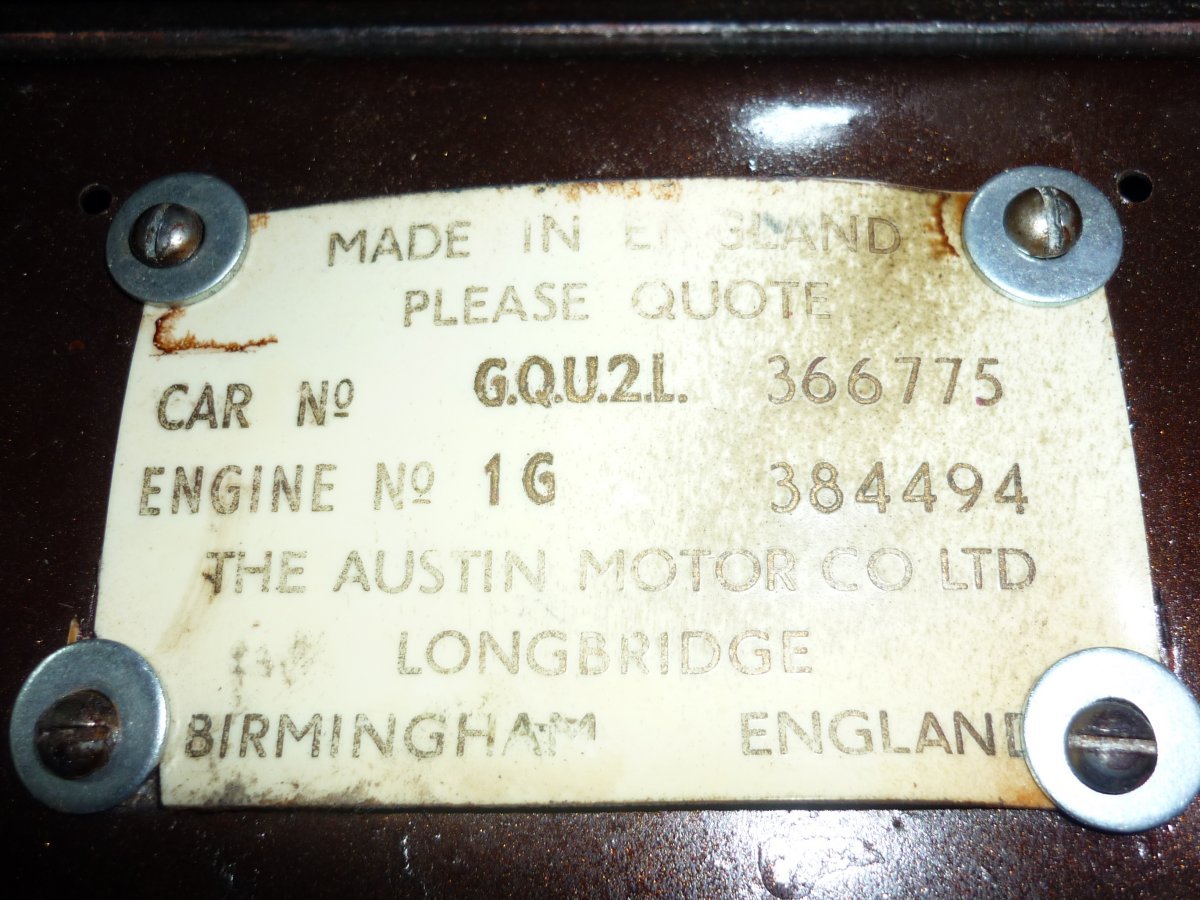 MADE IN ENGLAND
PLEASE QUOTE
CAR Nº G.Q.U.2.L. 366775
ENGINE Nº 1G 384494
THE AUSTIN MOTOR CO LTD
LONGBRIDGE
BIRMINGHAM ENGLAND